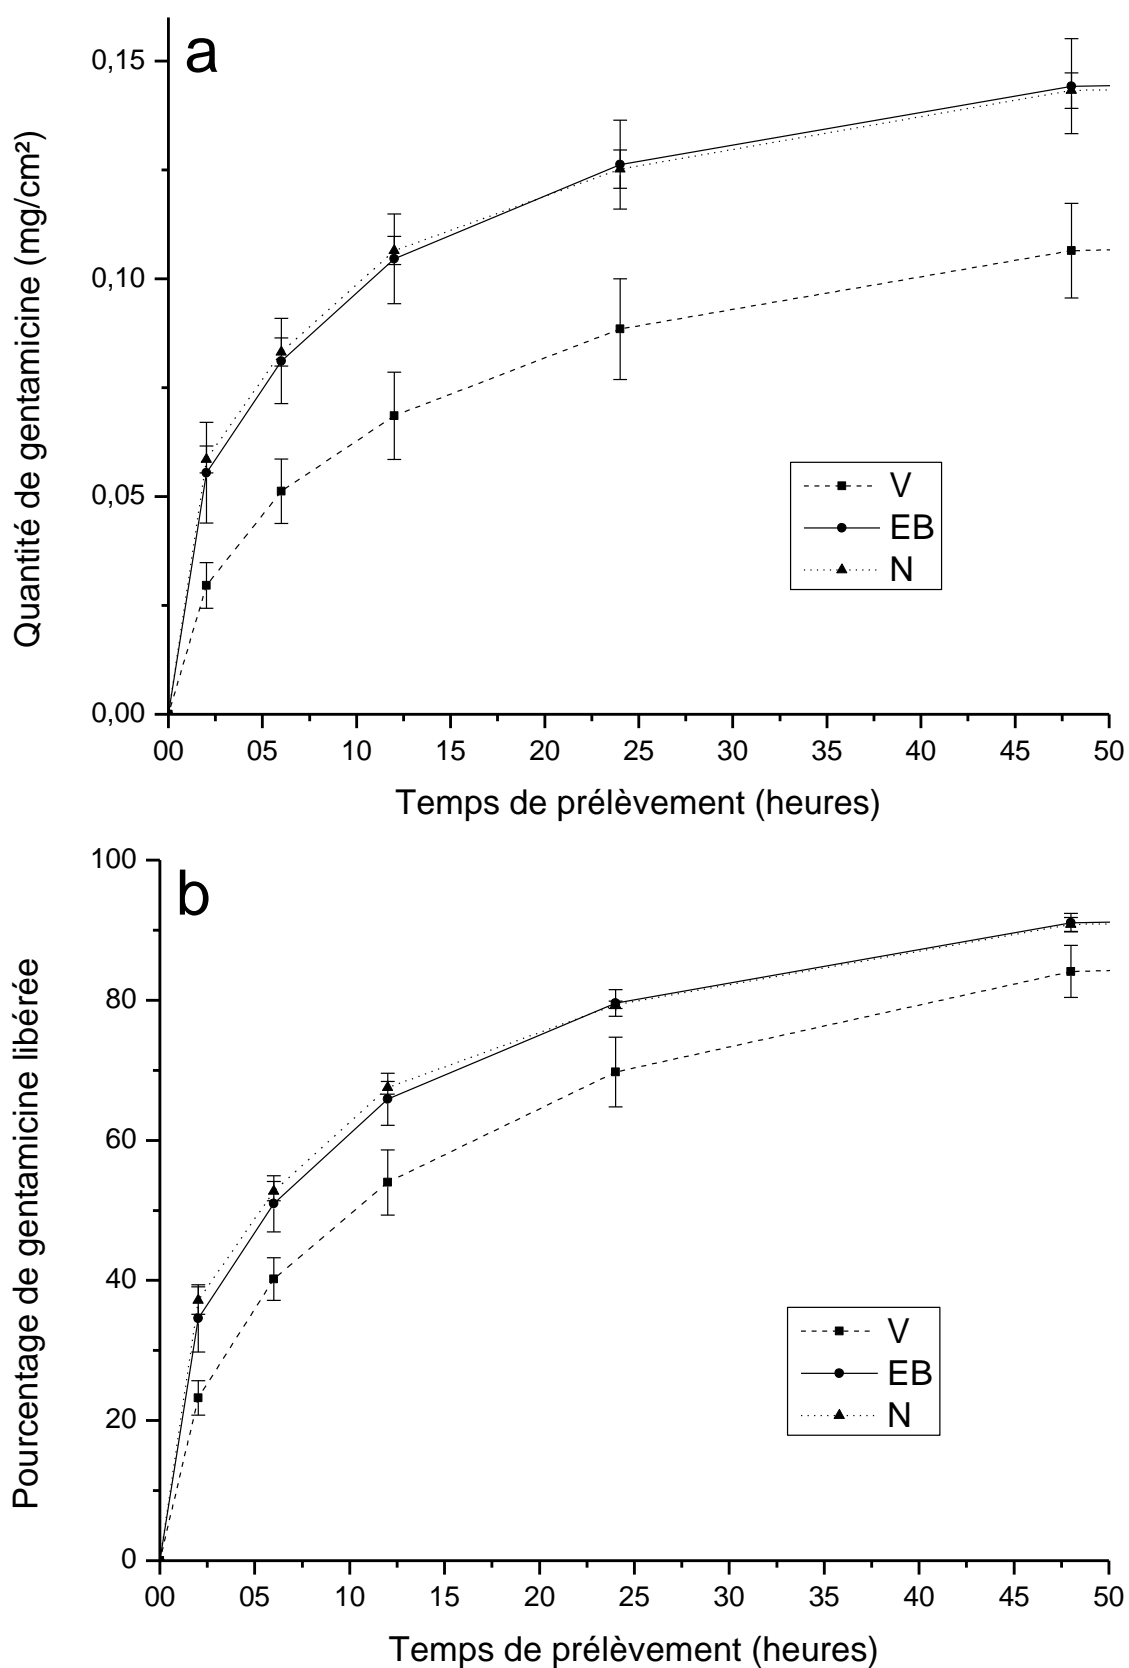 a
0,15
0,10
0,05
0,00
Quantité de gentamicine (mg/cm²)
V
EB
N
00 05 10 15 20 25 30 35 40 45 50
Temps de prélèvement (heures)
b
100
80
60
40
20
0
Pourcentage de gentamicine libérée
V
EB
N
00 05 10 15 20 25 30 35 40 45 50
Temps de prélèvement (heures)